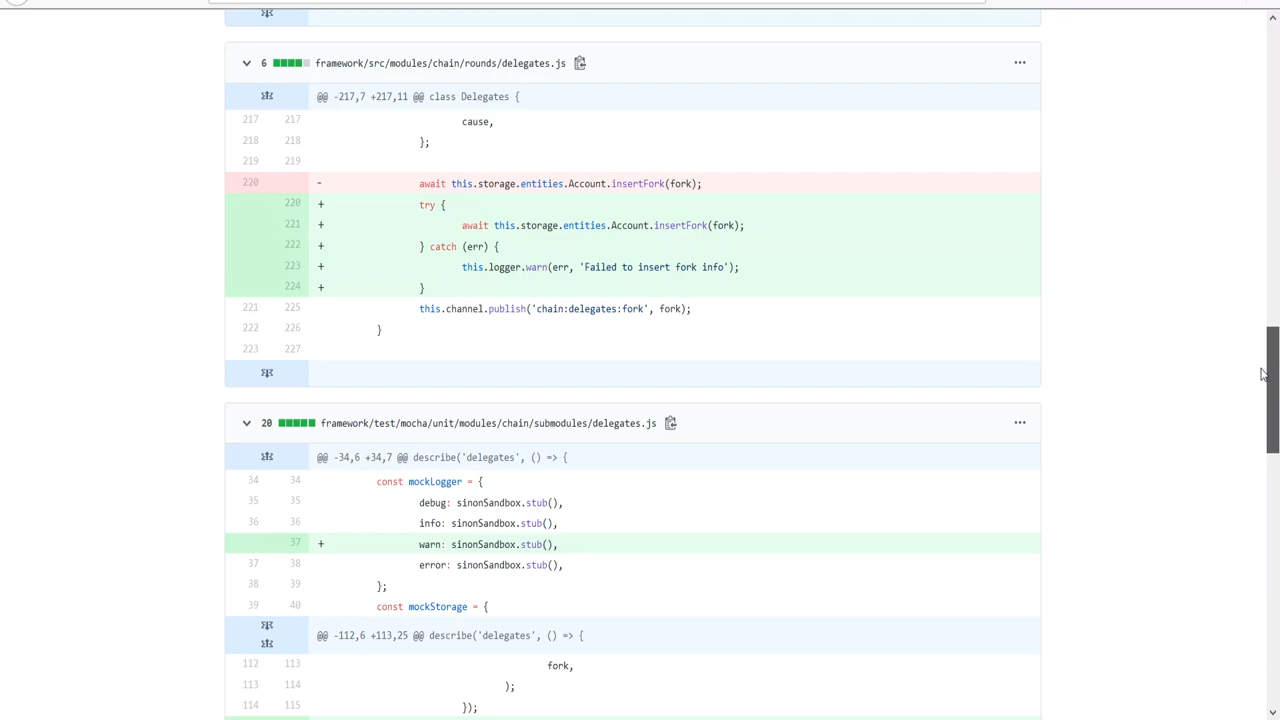 6 framework/src/modules/chain/rounds/delegates.js
@@ -217,7 +217,11 @@ class Delegates {
217 217 cause,
218 218 };
219 219
220 - await this.storage.entities.Account.insertFork(fork);
220 + try {
221 + await this.storage.entities.Account.insertFork(fork);
222 + } catch (err) {
223 + this.logger.warn(err, 'Failed to insert fork info');
224 + }
221 225 this.channel.publish('chain:delegates:fork', fork);
222 226 }
223 227
20 framework/test/mocha/unit/modules/chain/submodules/delegates.js
@@ -34,6 +34,7 @@ describe('delegates', () => {
34 34 const mockLogger = {
35 35 debug: sinonSandbox.stub(),
36 36 info: sinonSandbox.stub(),
37 + warn: sinonSandbox.stub(),
37 38 error: sinonSandbox.stub(),
38 39 };
39 40 const mockStorage = {
@@ -112,6 +113,25 @@ describe('delegates', () => {
112 113 fork,
113 114 );
114 115 });